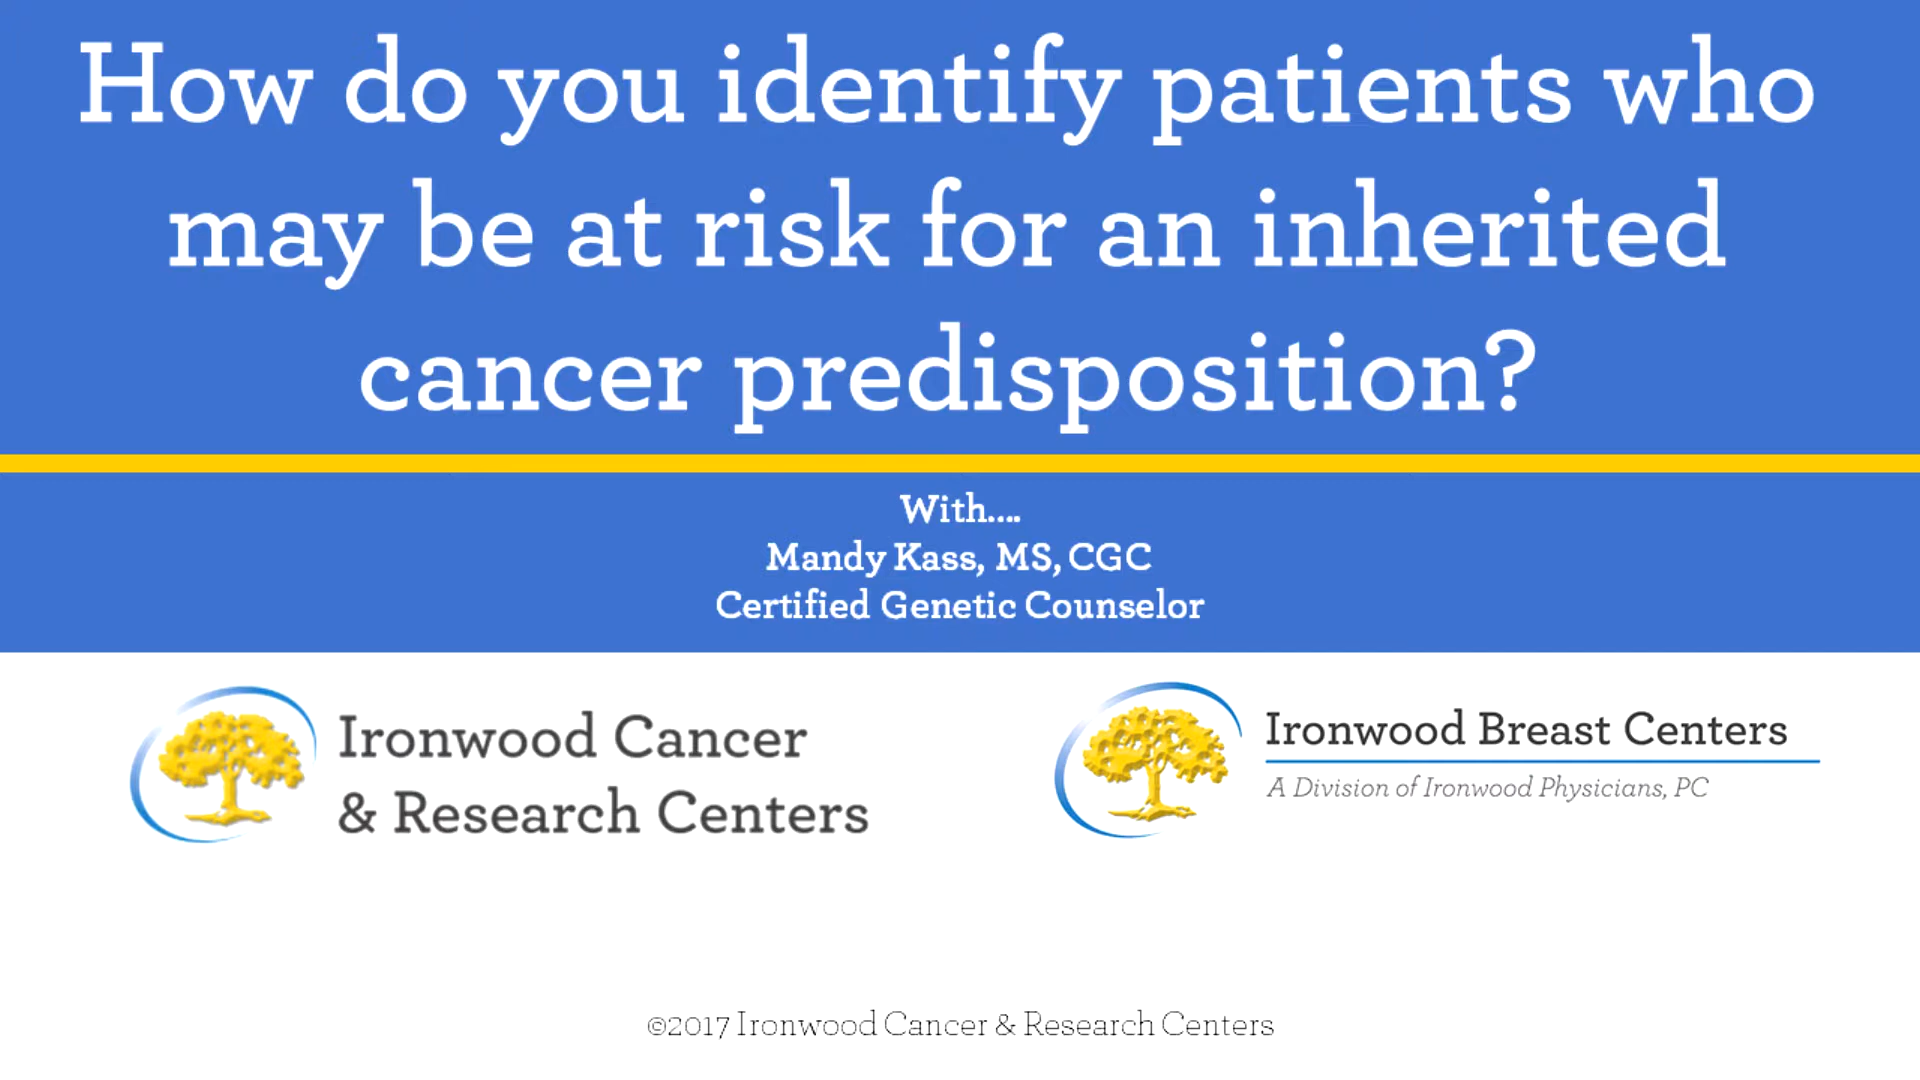 How do you identify patients who
may be at risk for an inherited
cancer predisposition?
With....
Mandy Kass, MS, CGC
Certified Genetic Counselor
Ironwood Cancer
& Research Centers
Ironwood Breast Centers
A Division of Ironwood Physicians, PC
©2017 Ironwood Cancer & Research Centers